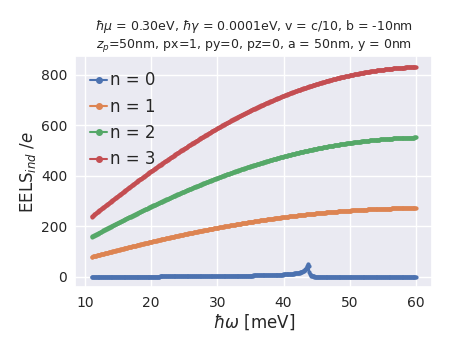 ℏμ = 0.30eV, ℏγ = 0.0001eV, v = c/10, b = -10nm
zₚ=50nm, px=1, py=0, pz=0, a = 50nm, y = 0nm
800
600
400
200
0
EELS_ind /e
n = 0
n = 1
n = 2
n = 3
10 20 30 40 50 60
ℏω [meV]